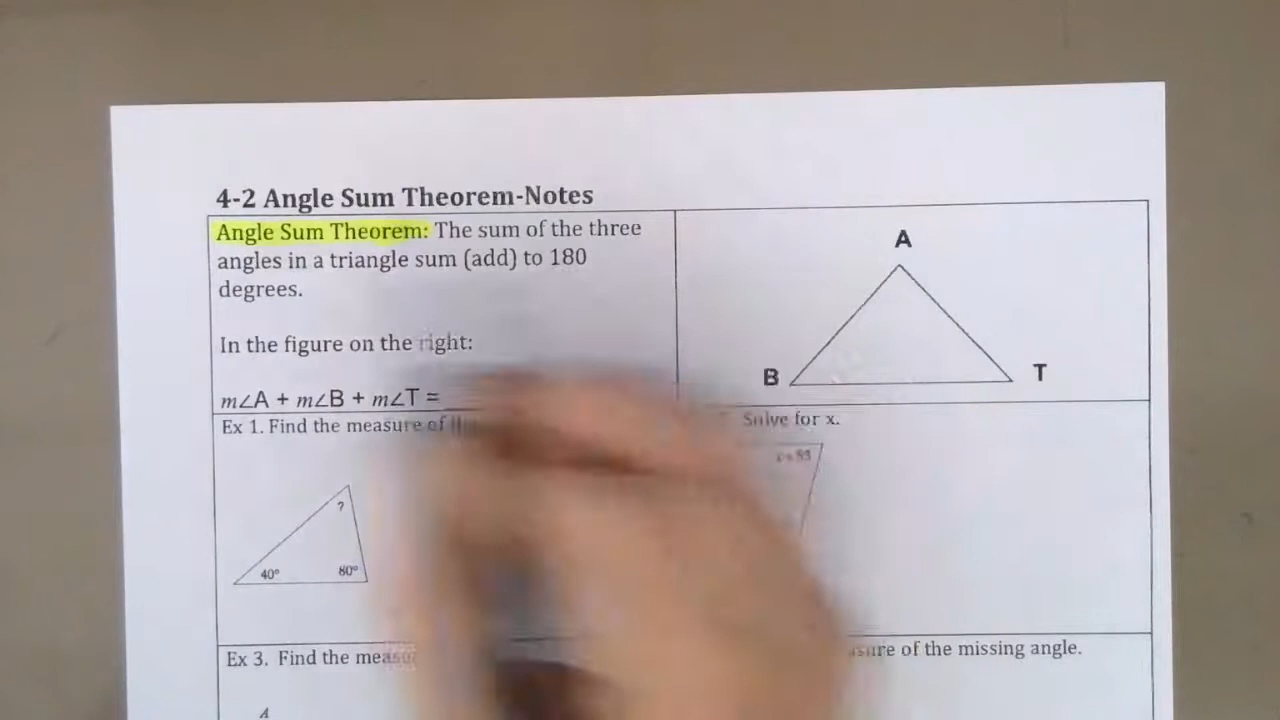 4-2 Angle Sum Theorem-Notes
Angle Sum Theorem: The sum of the three
angles in a triangle sum (add) to 180
degrees.
In the figure on the right:
m∠A + m∠B + m∠T =
A
B
T
Ex 1. Find the measure of
?
40°
80°
Solve for x.
Ex 3. Find the
of the missing angle.
A